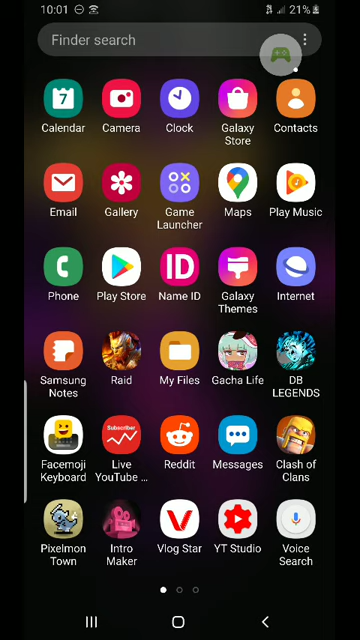 10:01
21%
Finder search
7
Calendar
Camera
Clock
Galaxy
Store
Contacts
Email
Gallery
Game
Launcher
Maps
Play Music
Phone
Play Store
ID
Name ID
Galaxy
Themes
Internet
Samsung
Notes
Raid
My Files
Gacha Life
DB
LEGENDS
Facemoji
Keyboard
Subscriber
Live
YouTube ...
Reddit
Messages
Clash of
Clans
Pixelmon
Town
Intro
Maker
Vlog Star
YT Studio
Voice
Search